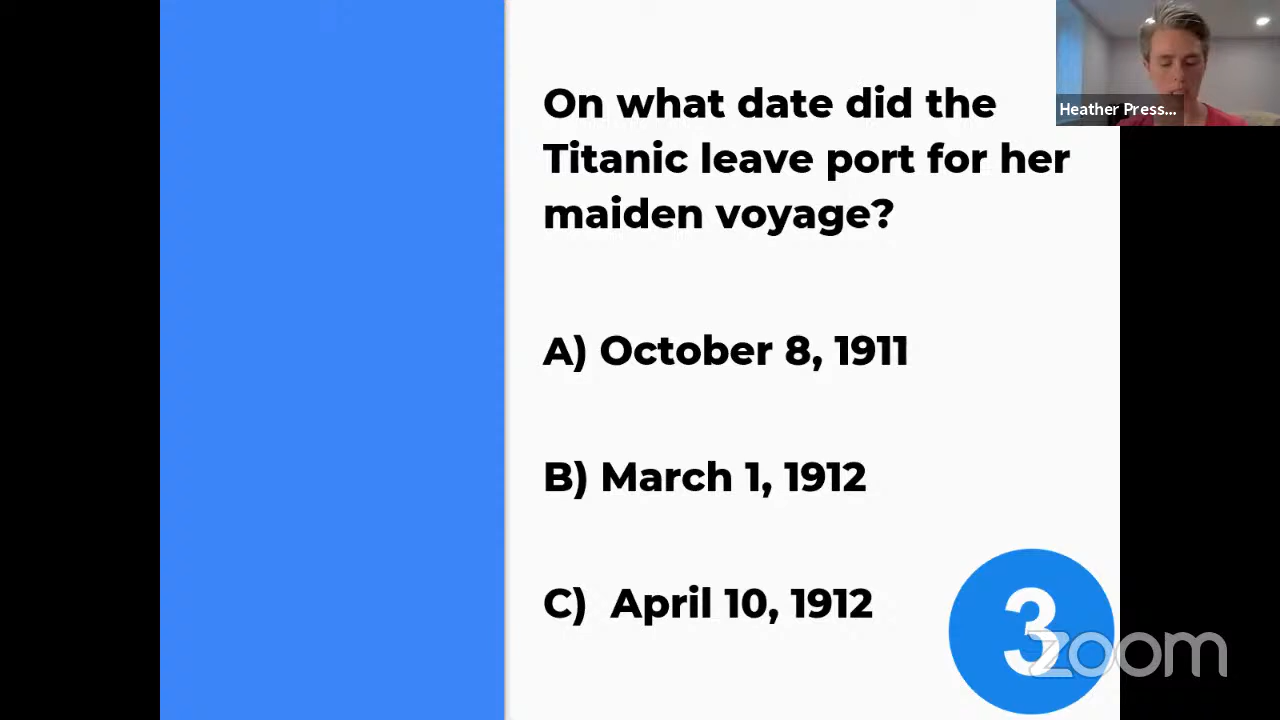 On what date did the
Titanic leave port for her
maiden voyage?
A) October 8, 1911
B) March 1, 1912
C) April 10, 1912
3
zoom
Heather Press...